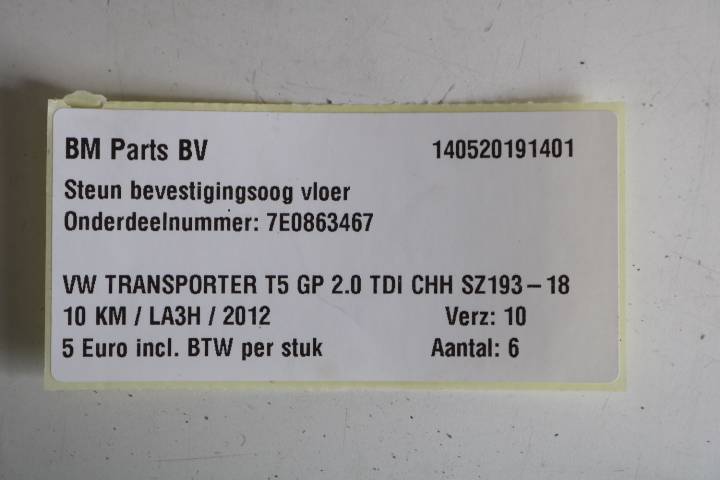 BM Parts BV 140520191401
Steun bevestigingsoog vloer
Onderdeelnummer: 7E0863467
VW TRANSPORTER T5 GP 2.0 TDI CHH SZ193-18
10 KM / LA3H / 2012 Verz: 10
5 Euro incl. BTW per stuk Aantal: 6